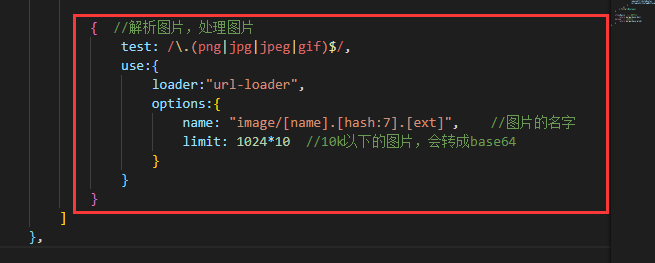 {  //解析图片，处理图片
test: /\.(png|jpg|jpeg|gif)$/,
use:{
loader:"url-loader",
options:{
name: "image/[name].[hash:7].[ext]",    //图片的名字
limit: 1024*10  //10k以下的图片，会转成base64
}
}
}
]
},